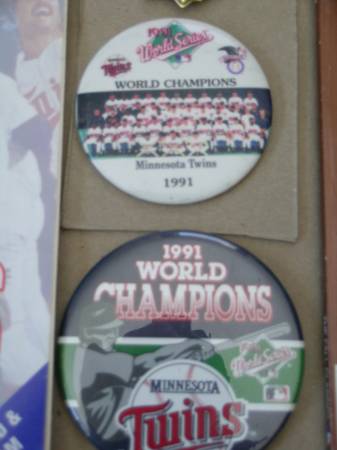 1991
World Series
Twins
WORLD CHAMPIONS
Minnesota Twins
1991
1991
WORLD
CHAMPIONS
World Series
MINNESOTA
Twins
&
M